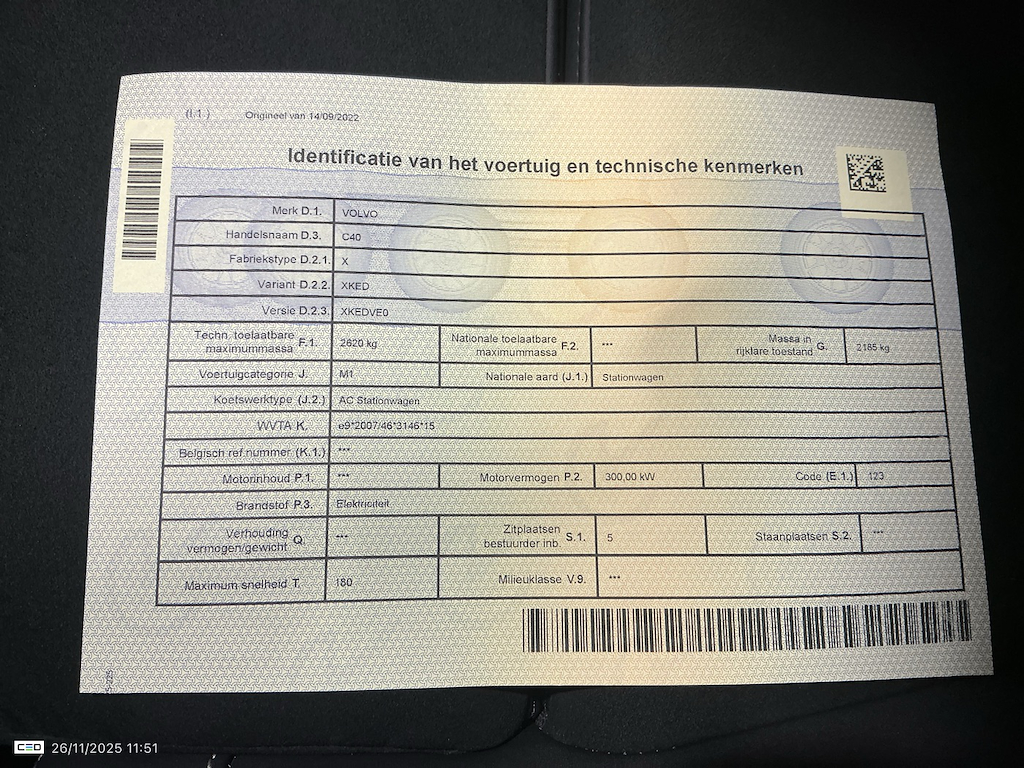 (I.1.) Origineel van 14/09/2022
Identificatie van het voertuig en technische kenmerken
Merk D.1. VOLVO
Handelsnaam D.3. C40
Fabriekstype D.2.1. X
Variant D.2.2. XKED
Versie D.2.3. XKEDVE0
Techn. toelaatbare maximummassa F.1. 2620 kg Nationale toelaatbare maximummassa F.2. *** Massa in rijklare toestand G. 2185 kg
Voertuigcategorie J. M1 Nationale aard (J.1.) Stationwagen
Koetswerktype (J.2.) AC Stationwagen
WVTA K. e9*2007/46*3146*15
Belgisch ref.nummer (K.1.) ***
Motorinhoud P.1. *** Motorvermogen P.2. 300,00 kW Code (E.1.) 123
Brandstof P.3. Elektriciteit
Verhouding vermogen/gewicht Q. *** Zitplaatsen bestuurder inb. S.1. 5 Staanplaatsen S.2. ***
Maximum snelheid T. 180 Milieuklasse V.9. ***
CEO 26/11/2025 11:51